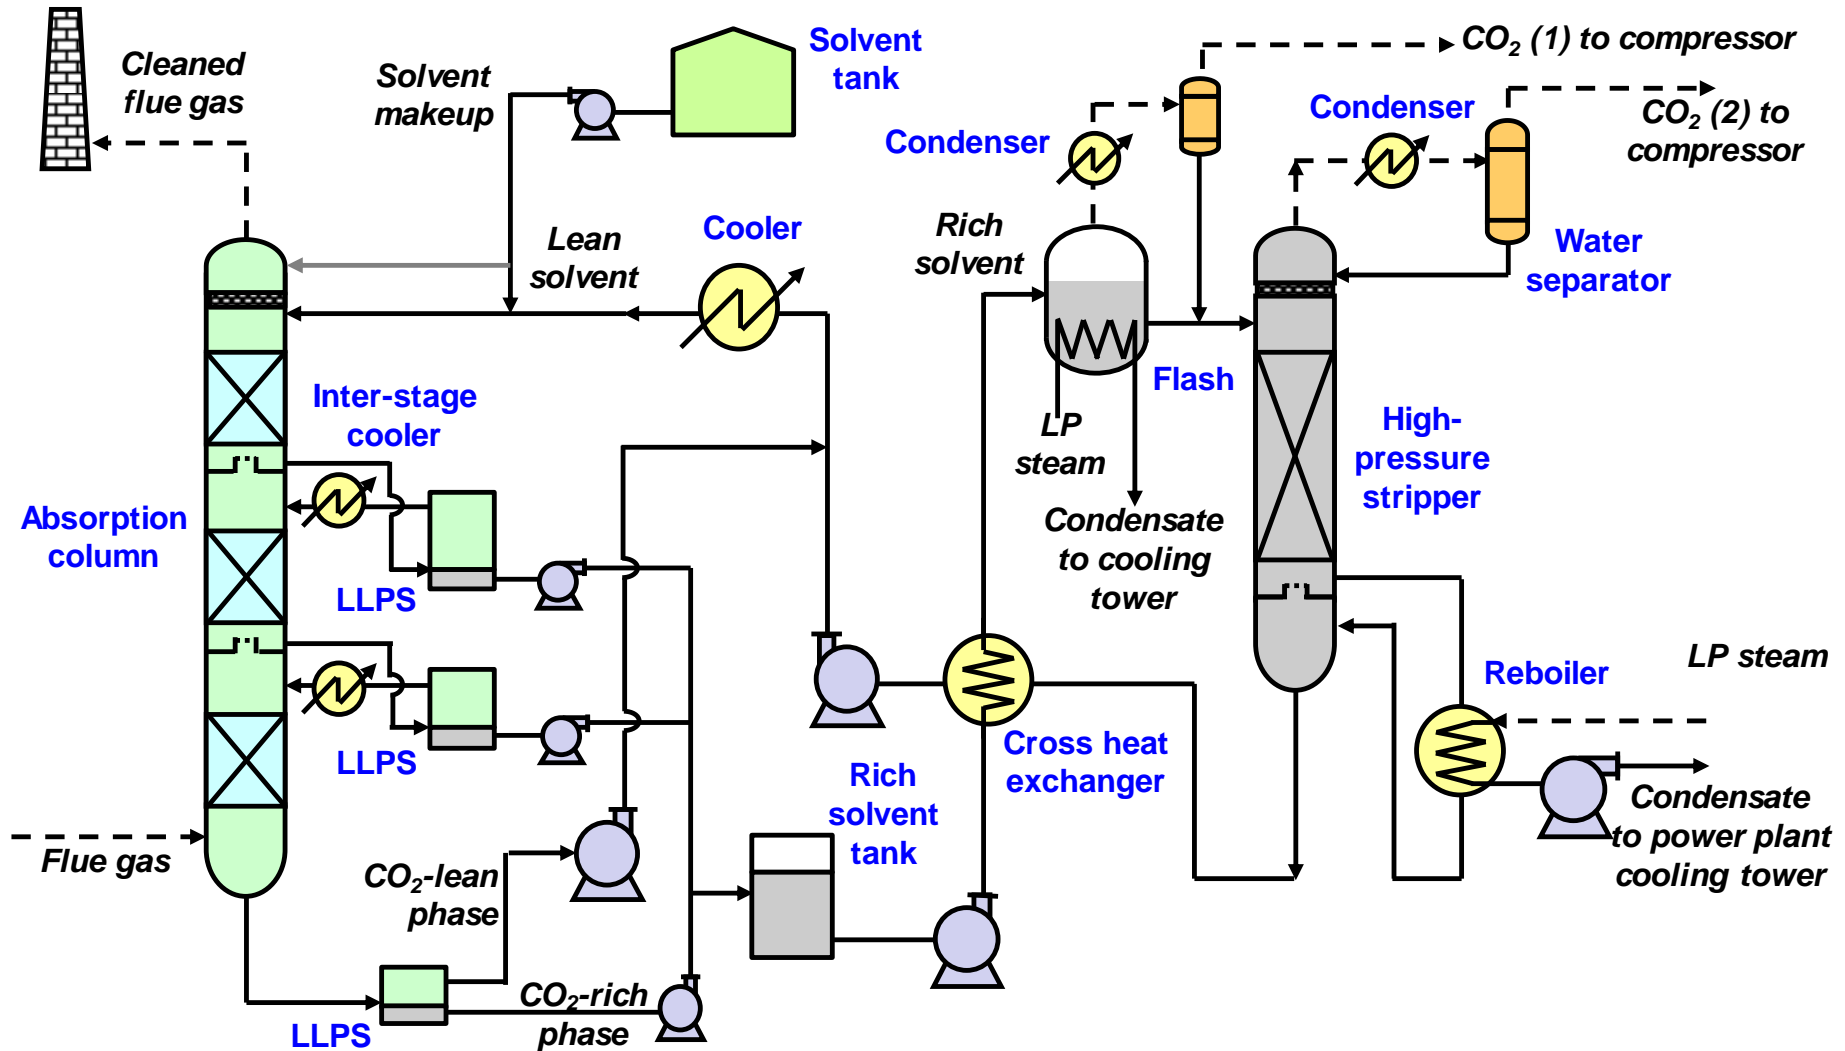 Cleaned
flue gas
Solvent
makeup
Solvent
tank
CO₂ (1) to compressor
Condenser
Condenser
CO₂ (2) to
compressor
Lean
solvent
Cooler
Rich
solvent
Water
separator
Flash
Inter-stage
cooler
LP
steam
High-
pressure
stripper
Absorption
column
LLPS
Condensate
to cooling
tower
LLPS
Cross heat
exchanger
Reboiler
LP steam
Rich
solvent
tank
Condensate
to power plant
cooling tower
Flue gas
CO₂-lean
phase
CO₂-rich
phase
LLPS